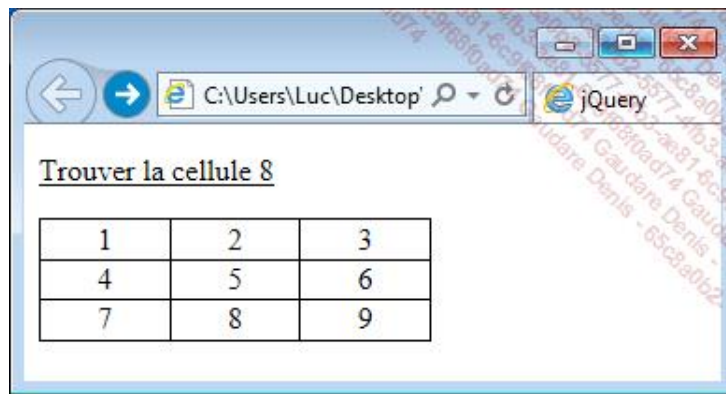 C:\Users\Luc\Desktop'
jQuery
Trouver la cellule 8
1 2 3
4 5 6
7 8 9